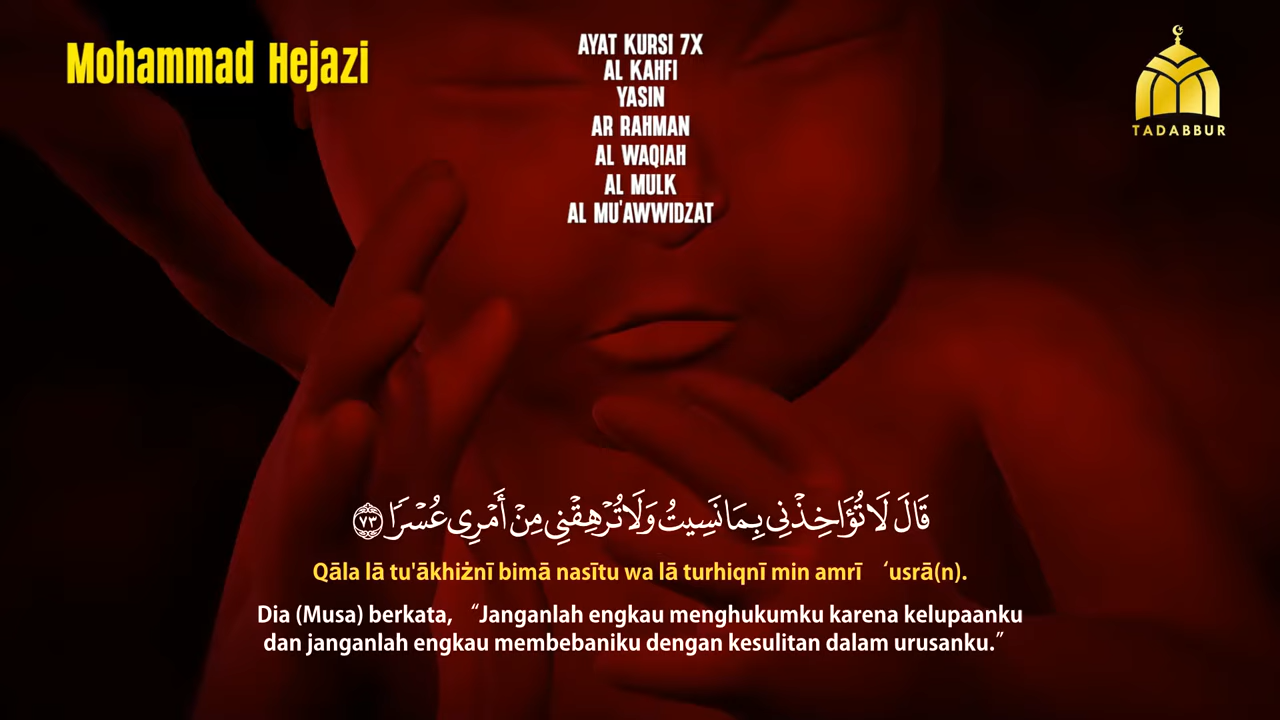 Mohammad Hejazi
AYAT KURSI 7X
AL KAHFI
YASIN
AR RAHMAN
AL WAQIAH
AL MULK
AL MU'AWWIDZAT
TADABBUR
قَالَ لَا تُؤَاخِذْنِي بِمَا نَسِيتُ وَلَا تُرْهِقْنِي مِنْ أَمْرِي عُسْرًا ٧٣
Qāla lā tu'ākhiżnī bimā nasītu wa lā turhiqnī min amrī ‘usrā(n).
Dia (Musa) berkata, “Janganlah engkau menghukumku karena kelupaanku
dan janganlah engkau membebaniku dengan kesulitan dalam urusanku.”